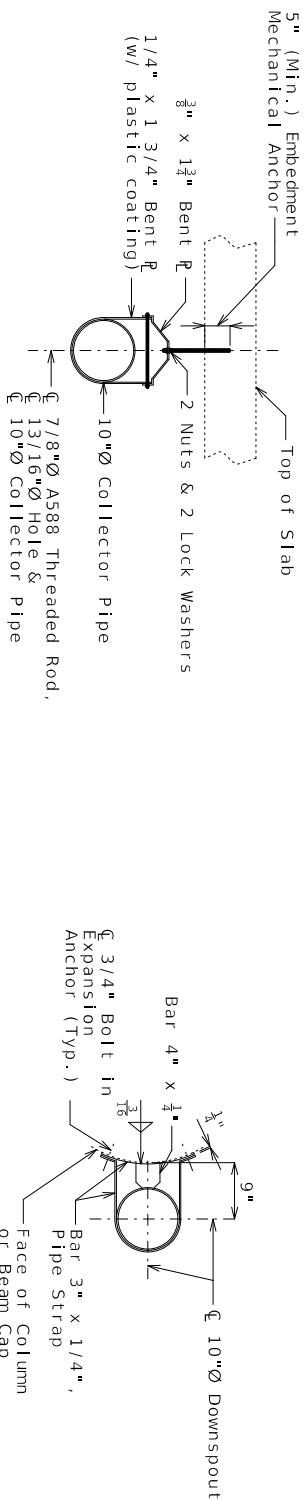 5" (Min.) Embedment
Mechanical Anchor
Top of Slab
3/8" x 1 3/4" Bent ℄
1/4" x 1 3/4" Bent ℄
(w/ plastic coating)
2 Nuts & 2 Lock Washers
10"Ø Collector Pipe
℄ 7/8"Ø A588 Threaded Rod,
℄ 13/16"Ø Hole &
℄ 10"Ø Collector Pipe
1/4"
9"
℄ 10"Ø Downspout
Bar 4" x 1/4"
3/16
℄ 3/4" Bolt in
Expansion
Anchor (Typ.)
Bar 3" x 1/4",
Pipe Strap
Face of Column
or Beam Cap